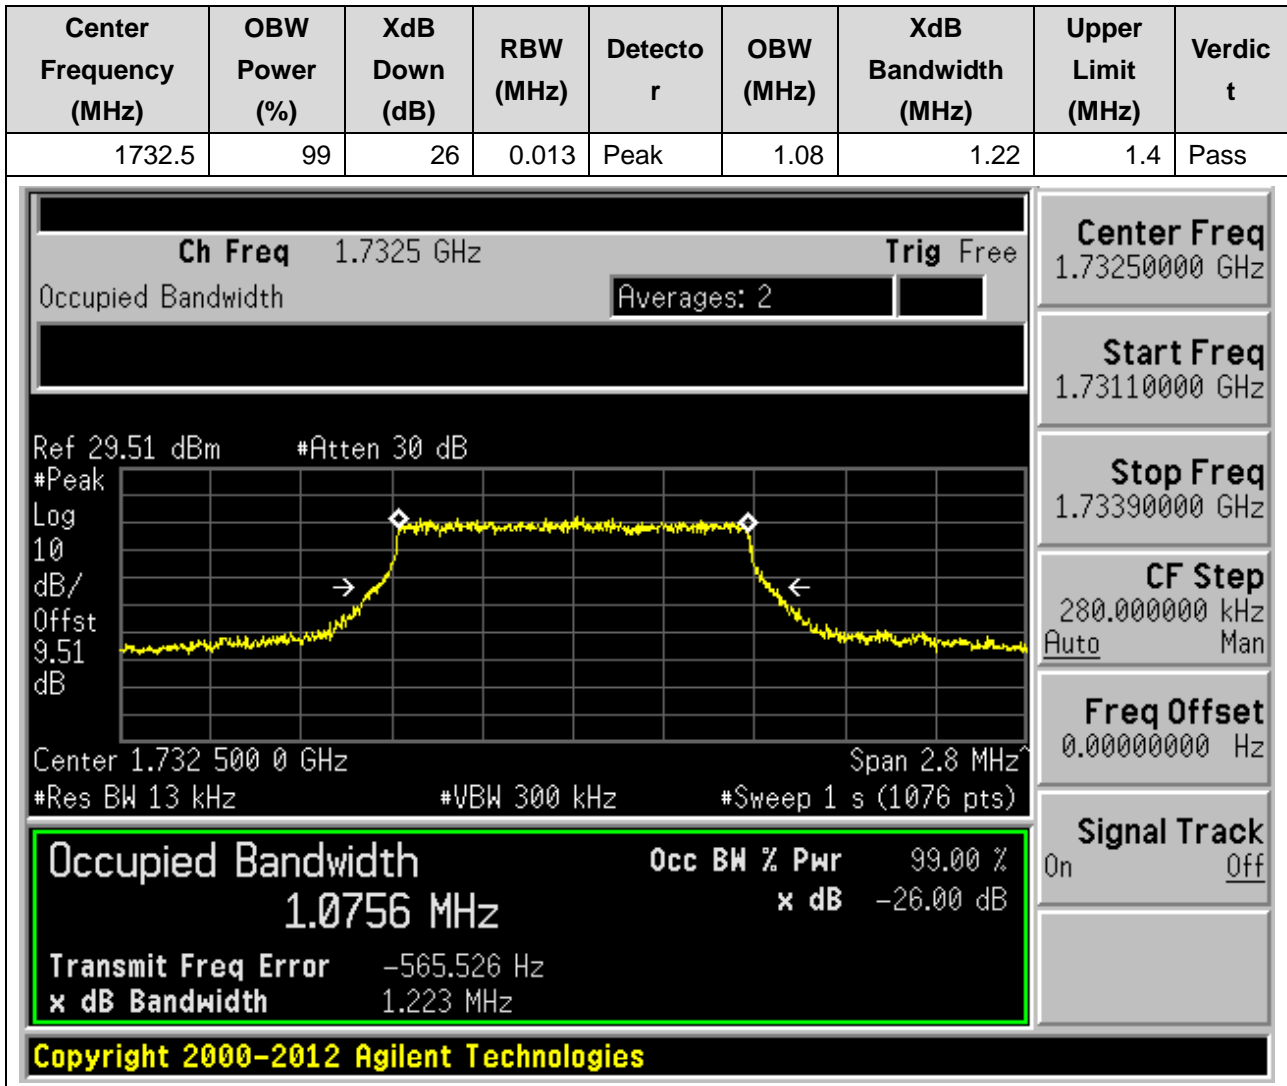 Center Frequency (MHz) OBW Power (%) XdB Down (dB) RBW (MHz) Detecto r OBW (MHz) XdB Bandwidth (MHz) Upper Limit (MHz) Verdic t
1732.5 99 26 0.013 Peak 1.08 1.22 1.4 Pass
Ch Freq 1.7325 GHz Trig Free
Occupied Bandwidth Averages: 2
Ref 29.51 dBm #Atten 30 dB
#Peak
Log
10
dB/
Offst
9.51
dB
Center 1.732 500 0 GHz Span 2.8 MHz^
#Res BW 13 kHz #VBW 300 kHz #Sweep 1 s (1076 pts)
Occupied Bandwidth Occ BW % Pwr 99.00 %
1.0756 MHz x dB -26.00 dB
Transmit Freq Error -565.526 Hz
x dB Bandwidth 1.223 MHz
Copyright 2000-2012 Agilent Technologies
Center Freq
1.73250000 GHz
Start Freq
1.73110000 GHz
Stop Freq
1.73390000 GHz
CF Step
280.000000 kHz
Auto Man
Freq Offset
0.00000000 Hz
Signal Track
On Off